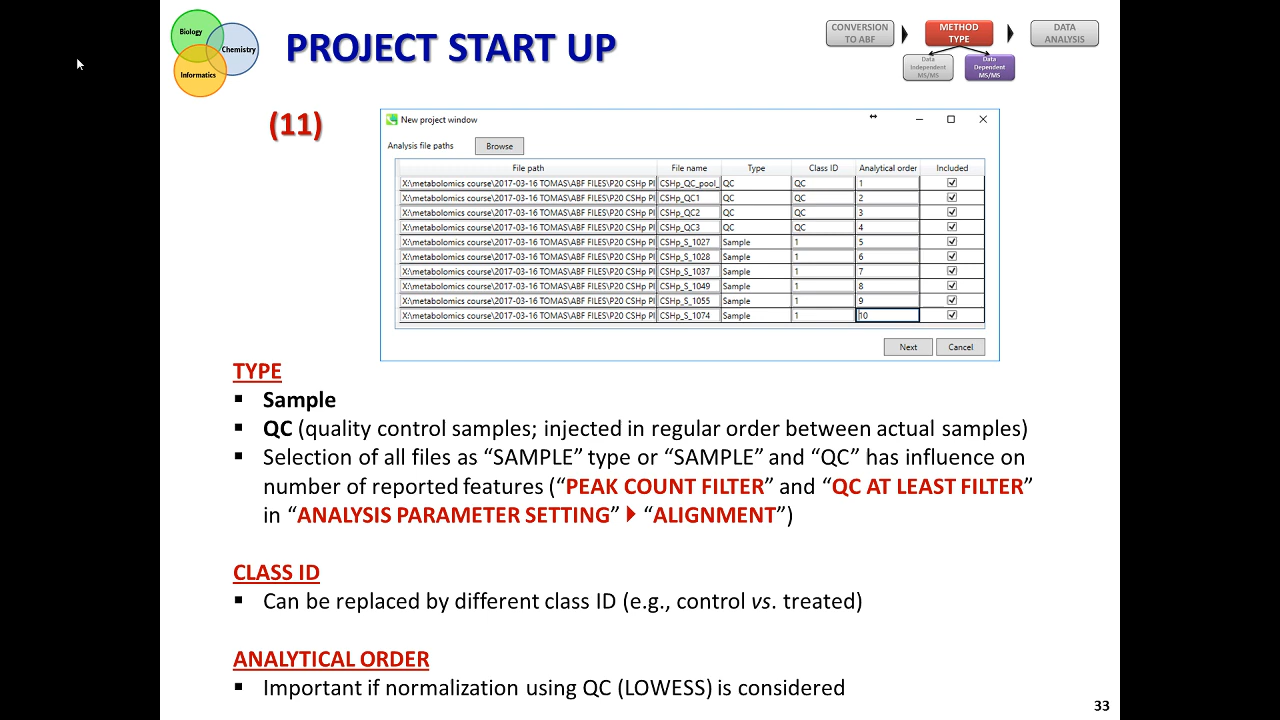 Biology
Chemistry
Informatics
PROJECT START UP
CONVERSION
TO ABF
METHOD
TYPE
DATA
ANALYSIS
Data
Independent
MS/MS
Data
Dependent
MS/MS
(11)
New project window
Analysis file paths Browse
File path File name Type Class ID Analytical order Included
X:\metabolomics course\2017-03-16 TOMAS\ABF FILES\P20 CSHp Pl CSHp_QC_pool_ QC QC 1
X:\metabolomics course\2017-03-16 TOMAS\ABF FILES\P20 CSHp Pl CSHp_QC1 QC QC 2
X:\metabolomics course\2017-03-16 TOMAS\ABF FILES\P20 CSHp Pl CSHp_QC2 QC QC 3
X:\metabolomics course\2017-03-16 TOMAS\ABF FILES\P20 CSHp Pl CSHp_QC3 QC QC 4
X:\metabolomics course\2017-03-16 TOMAS\ABF FILES\P20 CSHp Pl CSHp_S_1027 Sample 1 5
X:\metabolomics course\2017-03-16 TOMAS\ABF FILES\P20 CSHp Pl CSHp_S_1028 Sample 1 6
X:\metabolomics course\2017-03-16 TOMAS\ABF FILES\P20 CSHp Pl CSHp_S_1037 Sample 1 7
X:\metabolomics course\2017-03-16 TOMAS\ABF FILES\P20 CSHp Pl CSHp_S_1049 Sample 1 8
X:\metabolomics course\2017-03-16 TOMAS\ABF FILES\P20 CSHp Pl CSHp_S_1055 Sample 1 9
X:\metabolomics course\2017-03-16 TOMAS\ABF FILES\P20 CSHp Pl CSHp_S_1074 Sample 1 10
Next Cancel
TYPE
▪ Sample
▪ QC (quality control samples; injected in regular order between actual samples)
▪ Selection of all files as “SAMPLE” type or “SAMPLE” and “QC” has influence on
number of reported features (“PEAK COUNT FILTER” and “QC AT LEAST FILTER”
in “ANALYSIS PARAMETER SETTING” ▶ “ALIGNMENT”)
CLASS ID
▪ Can be replaced by different class ID (e.g., control vs. treated)
ANALYTICAL ORDER
▪ Important if normalization using QC (LOWESS) is considered
33